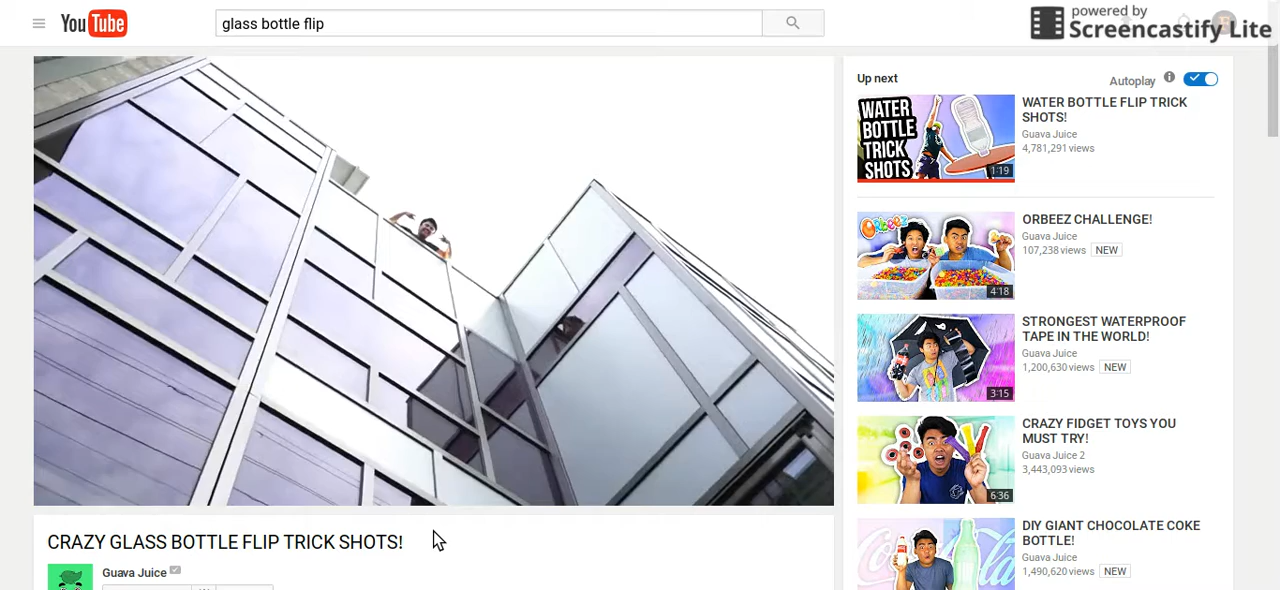 YouTube
glass bottle flip
powered by
Screencastify Lite
Up next
Autoplay
WATER
BOTTLE
TRICK
SHOTS
1:19
WATER BOTTLE FLIP TRICK
SHOTS!
Guava Juice
4,781,291 views
ORBEEZ
4:18
ORBEEZ CHALLENGE!
Guava Juice
107,238 views NEW
3:15
STRONGEST WATERPROOF
TAPE IN THE WORLD!
Guava Juice
1,200,630 views NEW
6:36
CRAZY FIDGET TOYS YOU
MUST TRY!
Guava Juice 2
3,443,093 views
DIY GIANT CHOCOLATE COKE
BOTTLE!
Guava Juice
1,490,620 views NEW
CRAZY GLASS BOTTLE FLIP TRICK SHOTS!
Guava Juice